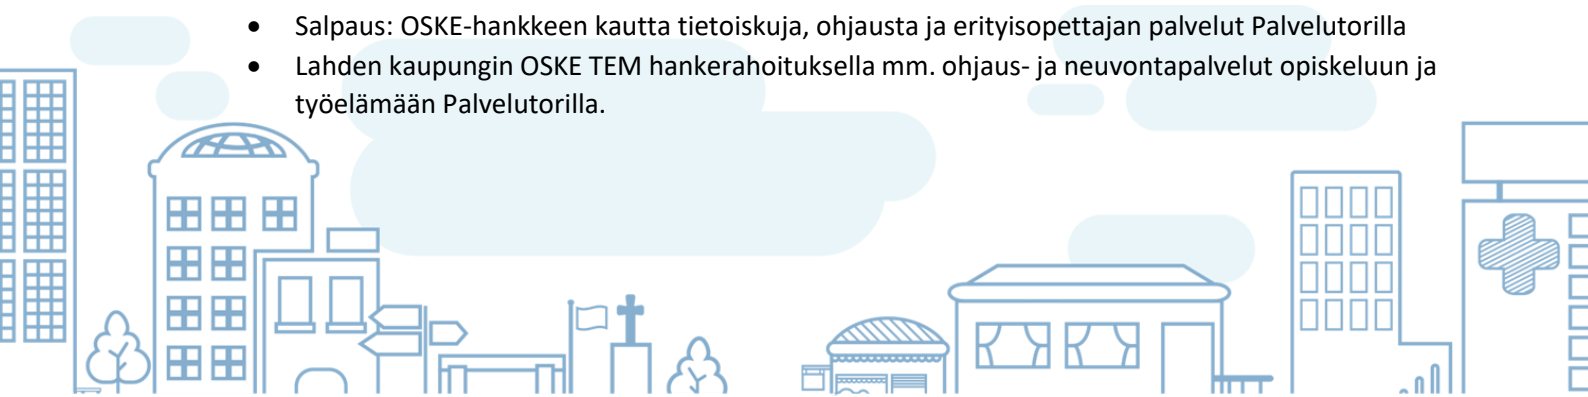 • Salpaus: OSKE-hankkeen kautta tietoiskuja, ohjausta ja erityisopettajan palvelut Palvelutorilla
• Lahden kaupungin OSKE TEM hankerahoituksella mm. ohjaus- ja neuvontapalvelut opiskeluun ja
työelämään Palvelutorilla.